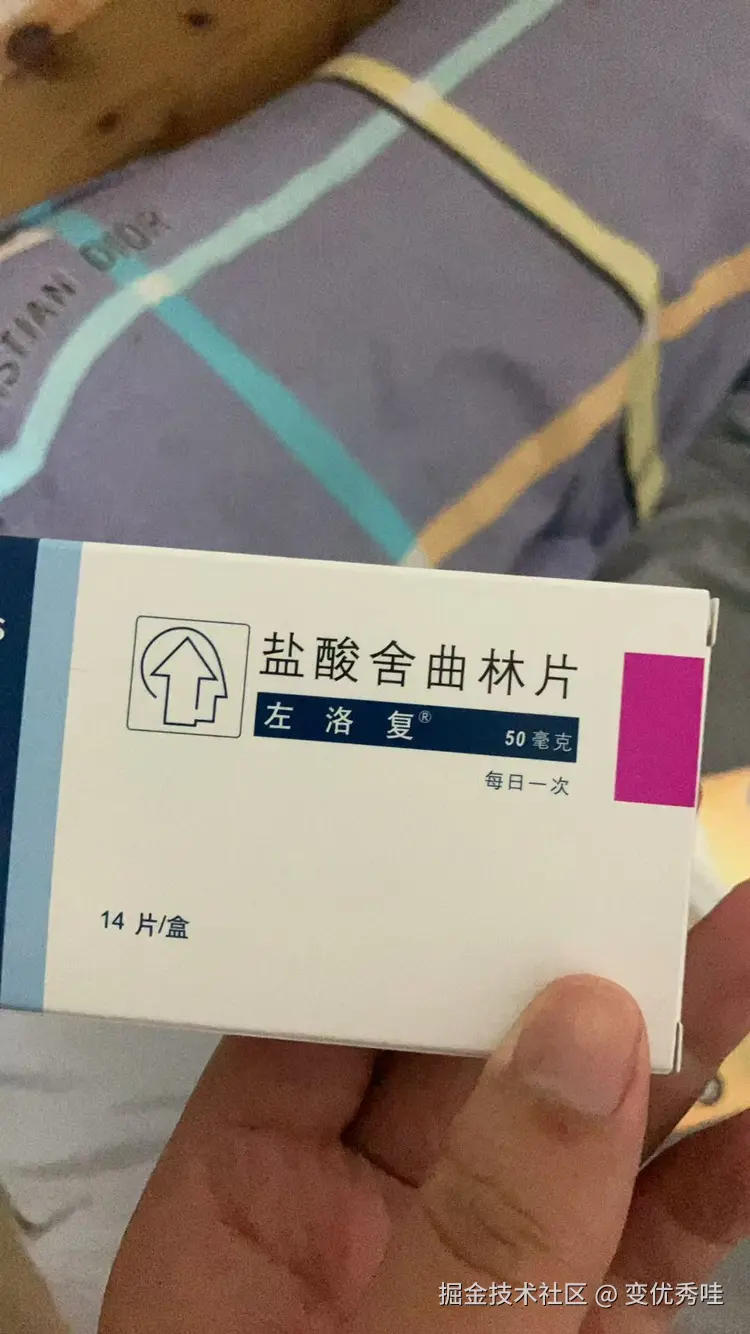 STIAN DIOR
S
盐酸舍曲林片
左洛复® 50毫克
每日一次
14 片/盒
掘金技术社区 @ 变优秀哇